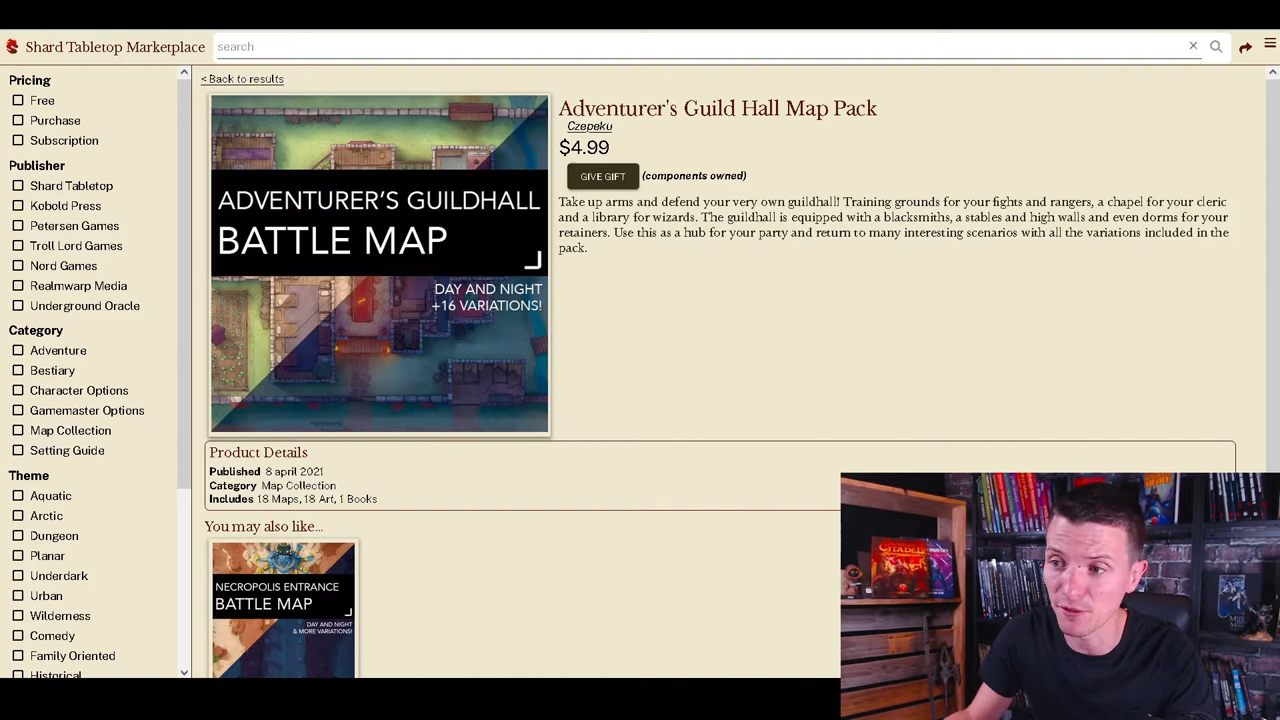 Shard Tabletop Marketplace
search
Pricing
Free
Purchase
Subscription
Publisher
Shard Tabletop
Kobold Press
Petersen Games
Troll Lord Games
Nord Games
Realmwarp Media
Underground Oracle
Category
Adventure
Bestiary
Character Options
Gamemaster Options
Map Collection
Setting Guide
Theme
Aquatic
Arctic
Dungeon
Planar
Underdark
Urban
Wilderness
Comedy
Family Oriented
Historical
< Back to results
ADVENTURER'S GUILDHALL
BATTLE MAP
DAY AND NIGHT
+16 VARIATIONS!
Adventurer's Guild Hall Map Pack
Czepeku
$4.99
GIVE GIFT (components owned)
Take up arms and defend your very own guildhall! Training grounds for your fights and rangers, a chapel for your cleric
and a library for wizards. The guildhall is equipped with a blacksmiths, a stables and high walls and even dorms for your
retainers. Use this as a hub for your party and return to many interesting scenarios with all the variations included in the
pack.
Product Details
Published 8 april 2021
Category Map Collection
Includes 18 Maps, 18 Art, 1 Books
You may also like...
NECROPOLIS ENTRANCE
BATTLE MAP
DAY AND NIGHT
& MORE VARIATIONS!
CITADEL